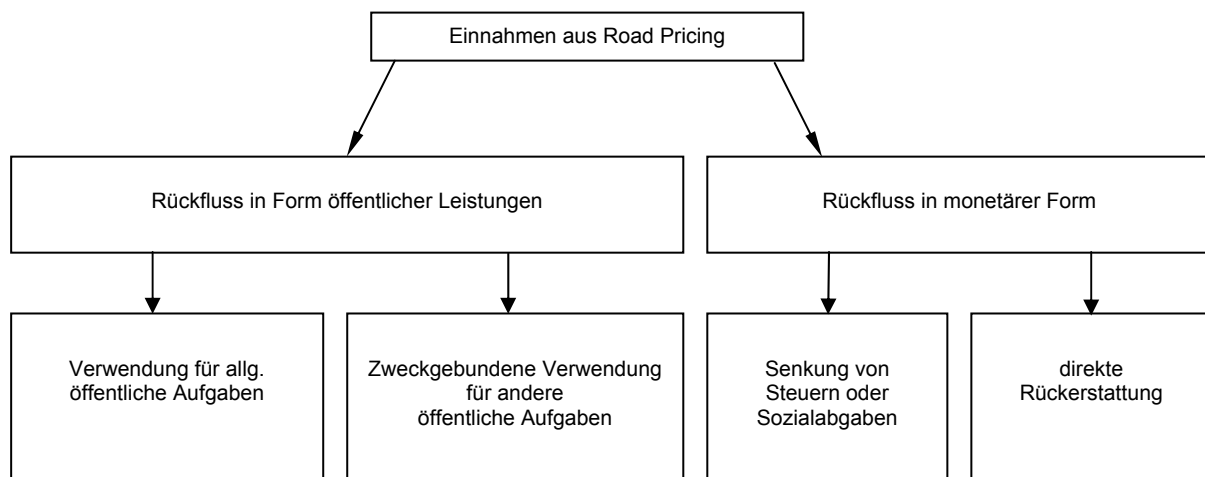 Einnahmen aus Road Pricing
Rückfluss in Form öffentlicher Leistungen
Rückfluss in monetärer Form
Verwendung für allg.
öffentliche Aufgaben
Zweckgebundene Verwendung
für andere
öffentliche Aufgaben
Senkung von
Steuern oder
Sozialabgaben
direkte
Rückerstattung